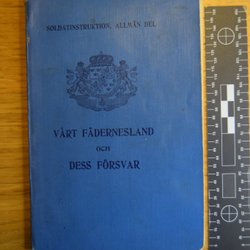 SOLDATINSTRUKTION, ALLMÄN DEL
VÅRT FÄDERNESLAND
OCH
DESS FÖRSVAR